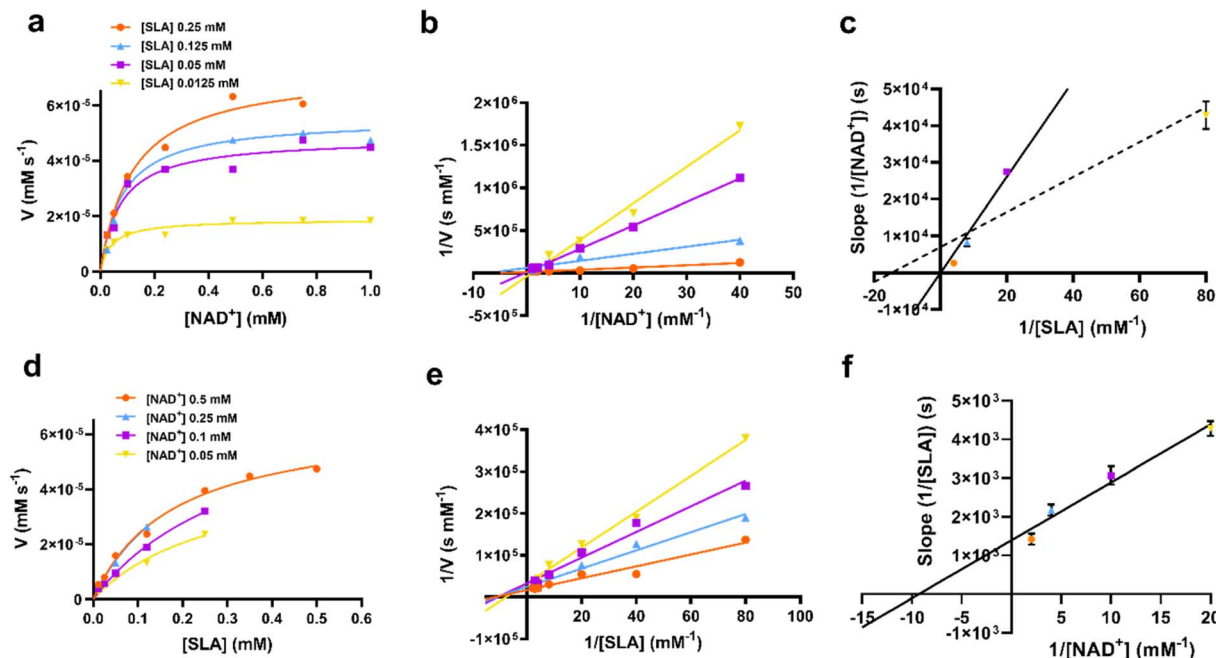 a
[SLA] 0.25 mM
[SLA] 0.125 mM
[SLA] 0.05 mM
[SLA] 0.0125 mM
6×10⁻⁵
4×10⁻⁵
2×10⁻⁵
0
V (mM s⁻¹)
0.0 0.2 0.4 0.6 0.8 1.0
[NAD⁺] (mM)
b
2×10⁶
2×10⁶
1×10⁶
5×10⁵
-5×10⁵
1/V (s mM⁻¹)
-10 10 20 30 40 50
1/[NAD⁺] (mM⁻¹)
c
5×10⁴
4×10⁴
3×10⁴
2×10⁴
1×10⁴
-1×10⁴
Slope (1/[NAD⁺]) (s)
-20 20 40 60 80
1/[SLA] (mM⁻¹)
d
[NAD⁺] 0.5 mM
[NAD⁺] 0.25 mM
[NAD⁺] 0.1 mM
[NAD⁺] 0.05 mM
6×10⁻⁵
4×10⁻⁵
2×10⁻⁵
0
V (mM s⁻¹)
0.0 0.1 0.2 0.3 0.4 0.5 0.6
[SLA] (mM)
e
4×10⁵
3×10⁵
2×10⁵
1×10⁵
-1×10⁵
1/V (s mM⁻¹)
-20 20 40 60 80 100
1/[SLA] (mM⁻¹)
f
5×10³
4×10³
3×10³
2×10³
1×10³
-1×10³
Slope (1/[SLA]) (s)
-15 -10 -5 5 10 15 20
1/[NAD⁺] (mM⁻¹)